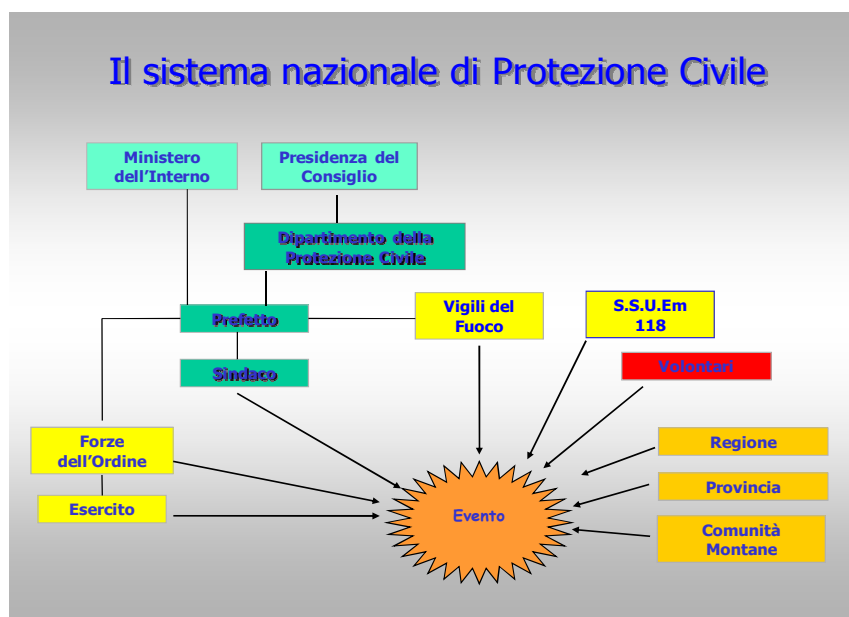 Il sistema nazionale di Protezione Civile
Ministero
dell'Interno
Presidenza del
Consiglio
Dipartimento della
Protezione Civile
Prefetto
Vigili del
Fuoco
S.S.U.Em
118
Sindaco
Volontari
Forze
dell'Ordine
Regione
Esercito
Evento
Provincia
Comunità
Montane